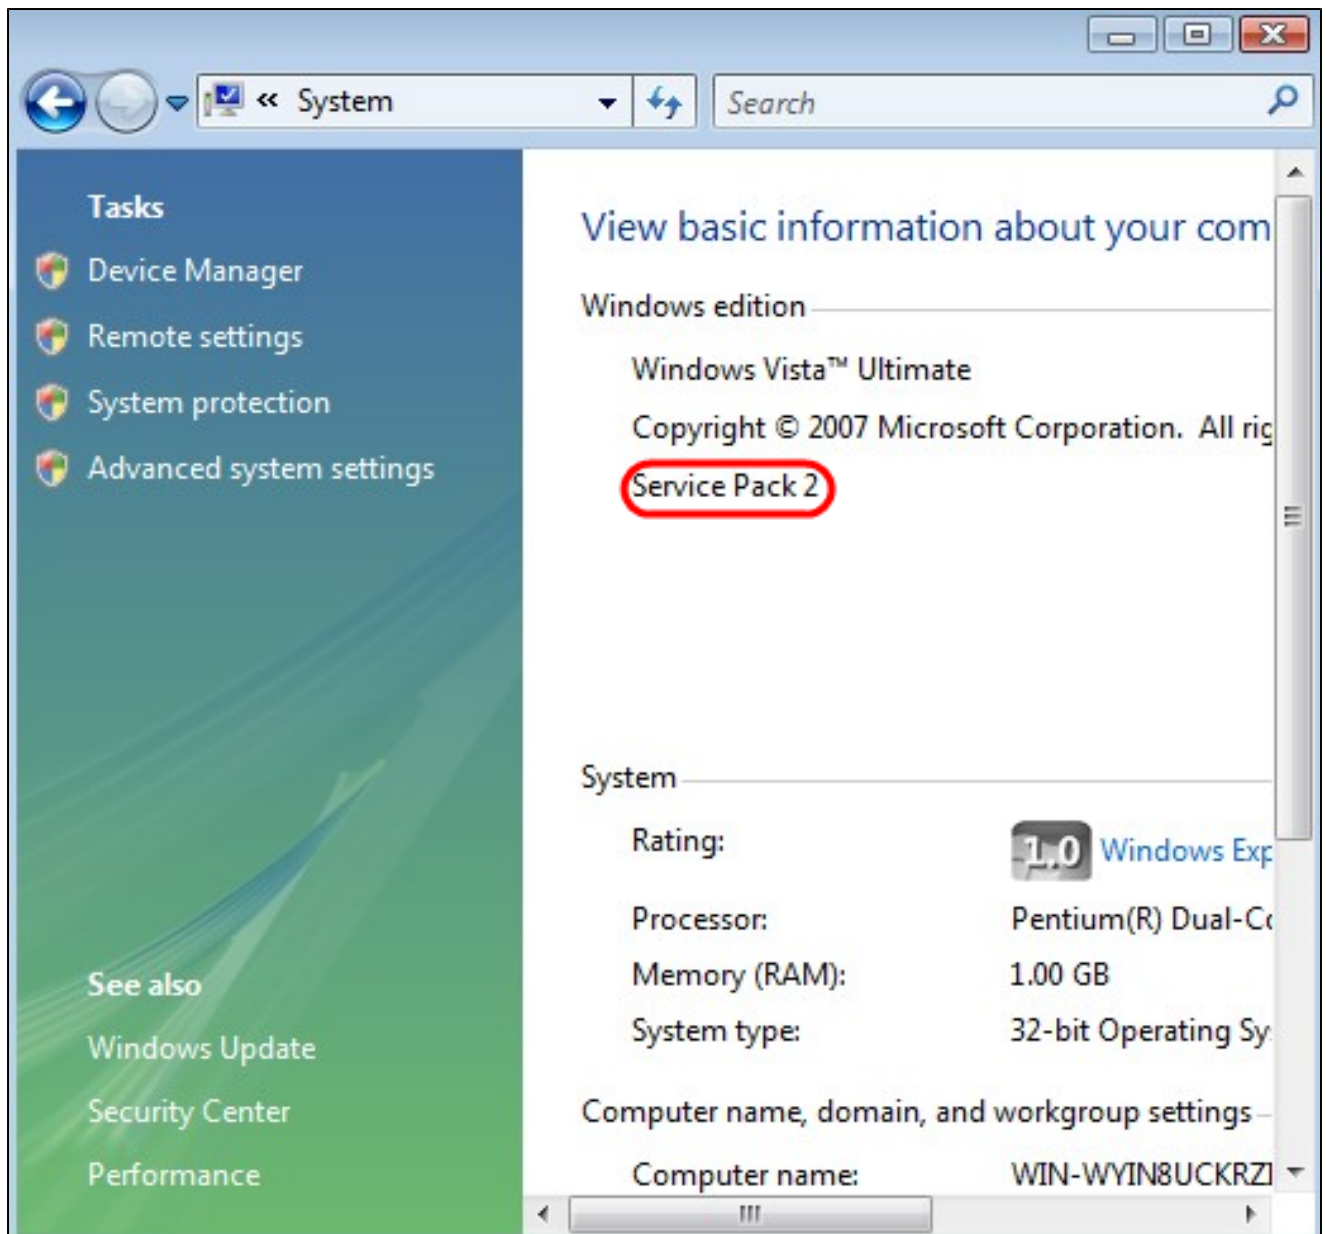 « System
Search
Tasks
Device Manager
Remote settings
System protection
Advanced system settings
See also
Windows Update
Security Center
Performance
View basic information about your com
Windows edition
Windows Vista™ Ultimate
Copyright © 2007 Microsoft Corporation. All rig
Service Pack 2
System
Rating: 1,0 Windows Exp
Processor: Pentium(R) Dual-Co
Memory (RAM): 1.00 GB
System type: 32-bit Operating Sy
Computer name, domain, and workgroup settings
Computer name: WIN-WYIN8UCKRZI